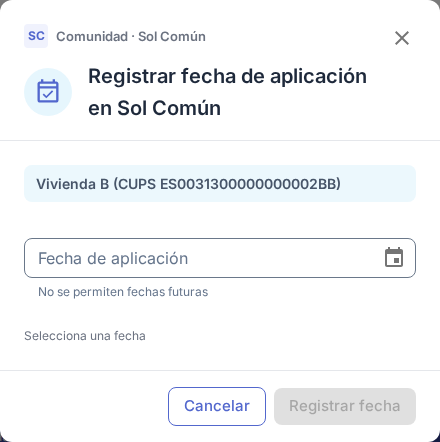 SC Comunidad · Sol Común
Registrar fecha de aplicación
en Sol Común
Vivienda B (CUPS ES0031300000000002BB)
Fecha de aplicación
No se permiten fechas futuras
Selecciona una fecha
Cancelar
Registrar fecha